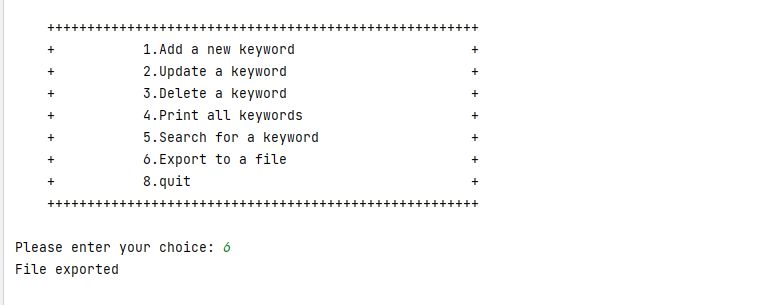 ++++++++++++++++++++++++++++++++++++++++++++++++++++++
+ 1.Add a new keyword +
+ 2.Update a keyword +
+ 3.Delete a keyword +
+ 4.Print all keywords +
+ 5.Search for a keyword +
+ 6.Export to a file +
+ 8.quit +
++++++++++++++++++++++++++++++++++++++++++++++++++++++
Please enter your choice: 6
File exported